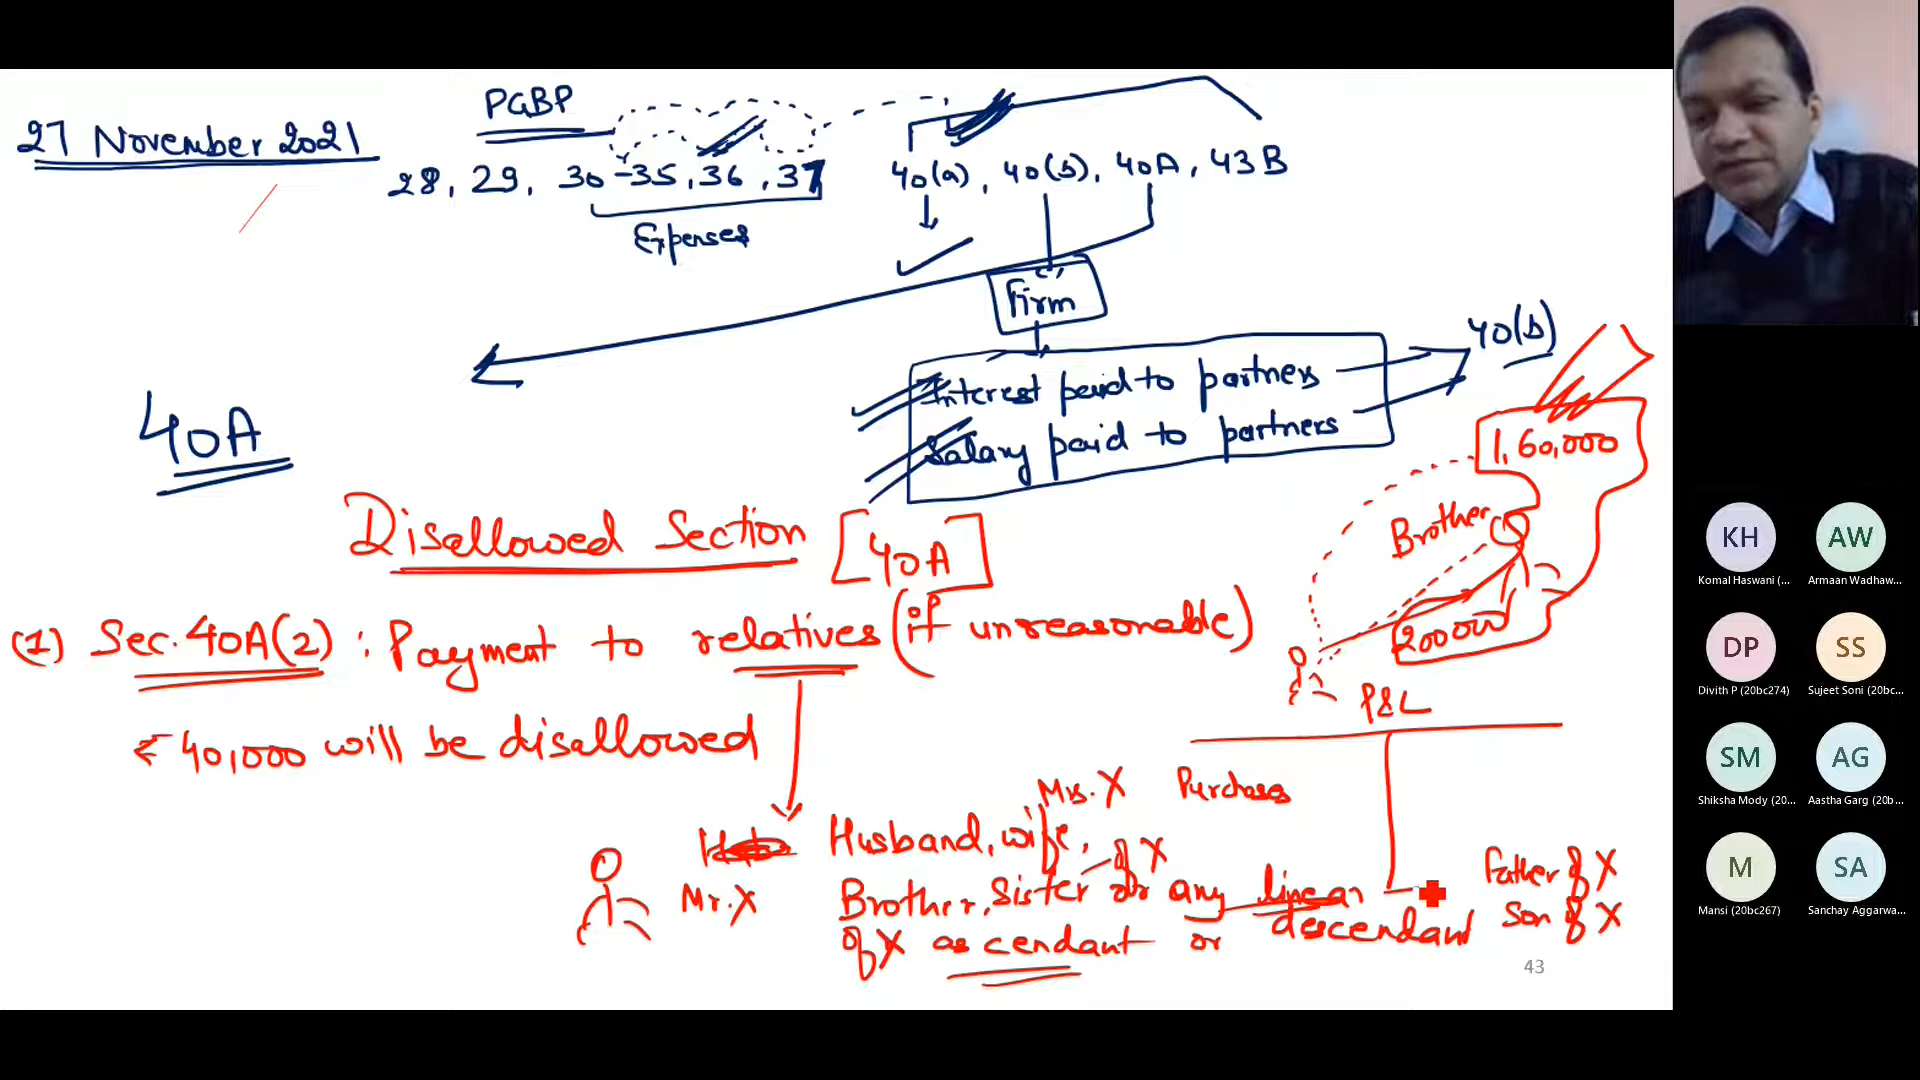 PGBP
27 November 2021
28, 29, 30-35, 36, 37 40(a), 40(b), 40A, 43B
Expenses
Firm
40(b)
Interest paid to partners
Salary paid to partners
40A
1,60,000
Disallowed Section [40A]
Brother
(1) Sec. 40A(2) : Payment to relatives (if unreasonable)
200000
P&L
₹ 40,000 will be disallowed
Mrs. X Purchases
Husband, wife,
of X
Mr. X Brother, Sister or any linear Father of X
of X ascendant or descendant Son of X
43
KH
AW
Komal Haswani (...
Armaan Wadhaw...
DP
SS
Divith P (20bc274)
Sujeet Soni (20bc...
SM
AG
Shiksha Mody (20...
Aastha Garg (20b...
M
SA
Mansi (20bc267)
Sanchay Aggarwa...